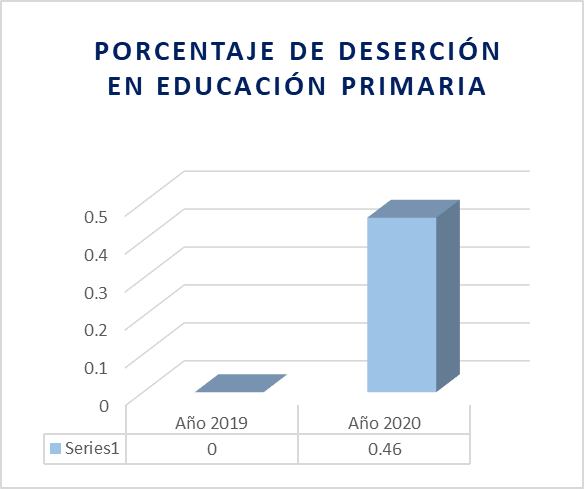 PORCENTAJE DE DESERCIÓN
EN EDUCACIÓN PRIMARIA
0.5
0.4
0.3
0.2
0.1
0
Año 2019 Año 2020
Series1 0 0.46